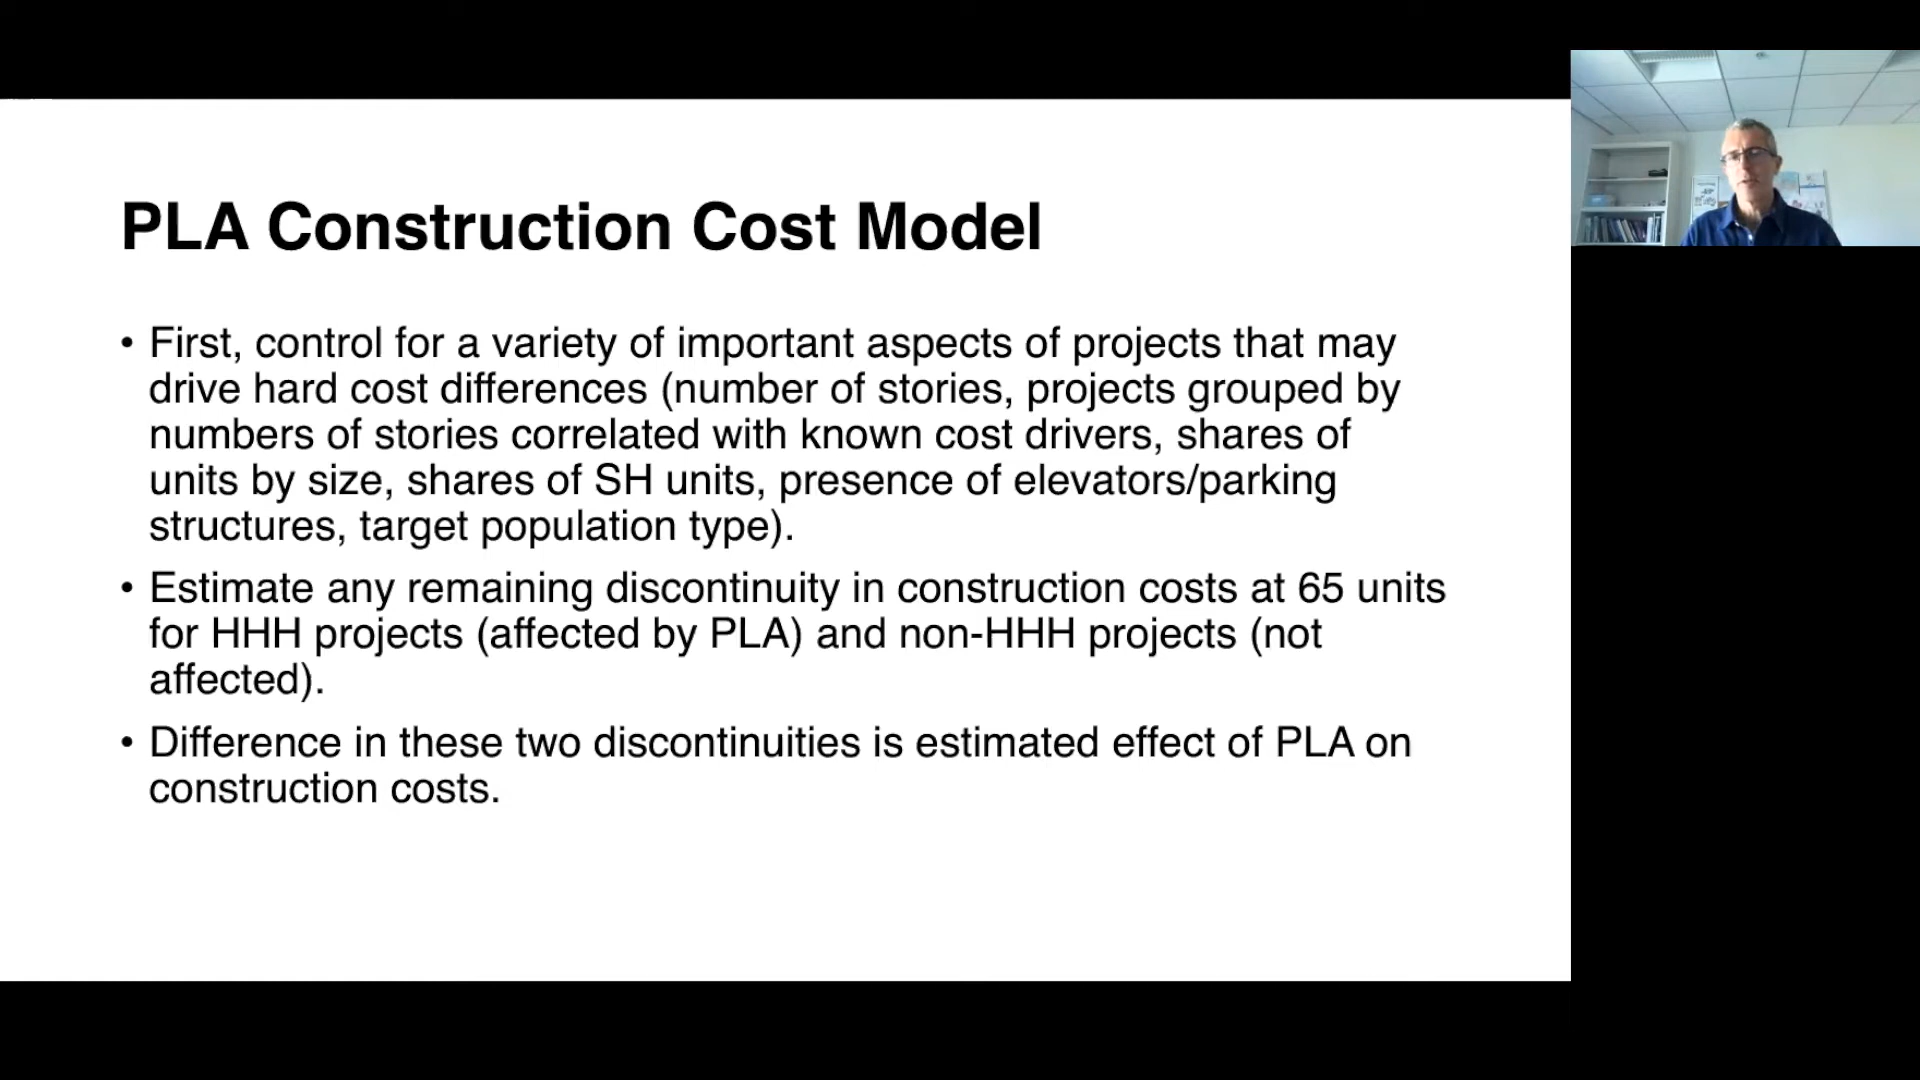 PLA Construction Cost Model
• First, control for a variety of important aspects of projects that may
drive hard cost differences (number of stories, projects grouped by
numbers of stories correlated with known cost drivers, shares of
units by size, shares of SH units, presence of elevators/parking
structures, target population type).
• Estimate any remaining discontinuity in construction costs at 65 units
for HHH projects (affected by PLA) and non-HHH projects (not
affected).
• Difference in these two discontinuities is estimated effect of PLA on
construction costs.